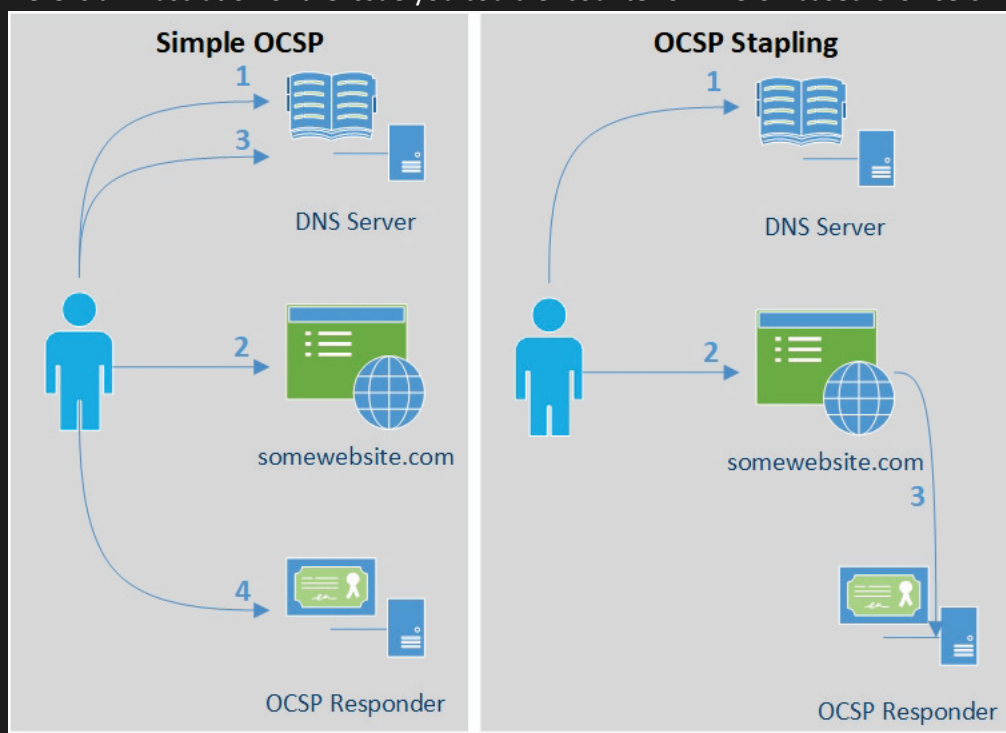 Simple OCSP
1
3
DNS Server
2
somewebsite.com
4
OCSP Responder
OCSP Stapling
1
DNS Server
2
somewebsite.com
3
OCSP Responder